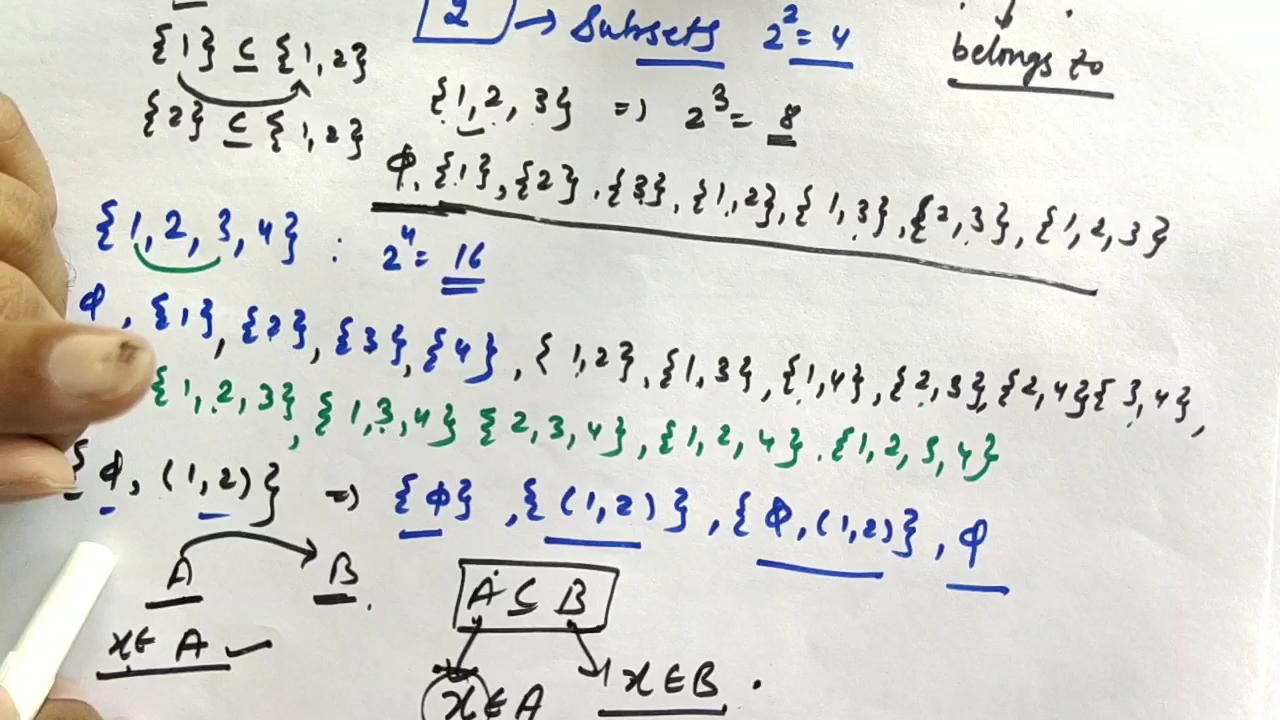 2 → Subsets 2² = 4
{1} ⊆ {1,2}
belongs to
{1,2,3} ⇒ 2³ = 8
{2} ⊆ {1,2}
φ, {1}, {2}, {3}, {1,2}, {1,3}, {2,3}, {1,2,3}
{1,2,3,4} : 2⁴ = 16
φ, {1}, {2}, {3}, {4}, {1,2}, {1,3}, {1,4}, {2,3}, {2,4} {3,4},
{1,2,3}, {1,3,4} {2,3,4}, {1,2,4}. {1,2,3,4}
{φ, (1,2)} ⇒ {φ}, {(1,2)}, {φ,(1,2)}, φ
A → B. A ⊆ B
x ∈ A ✓
x ∈ A x ∈ B.